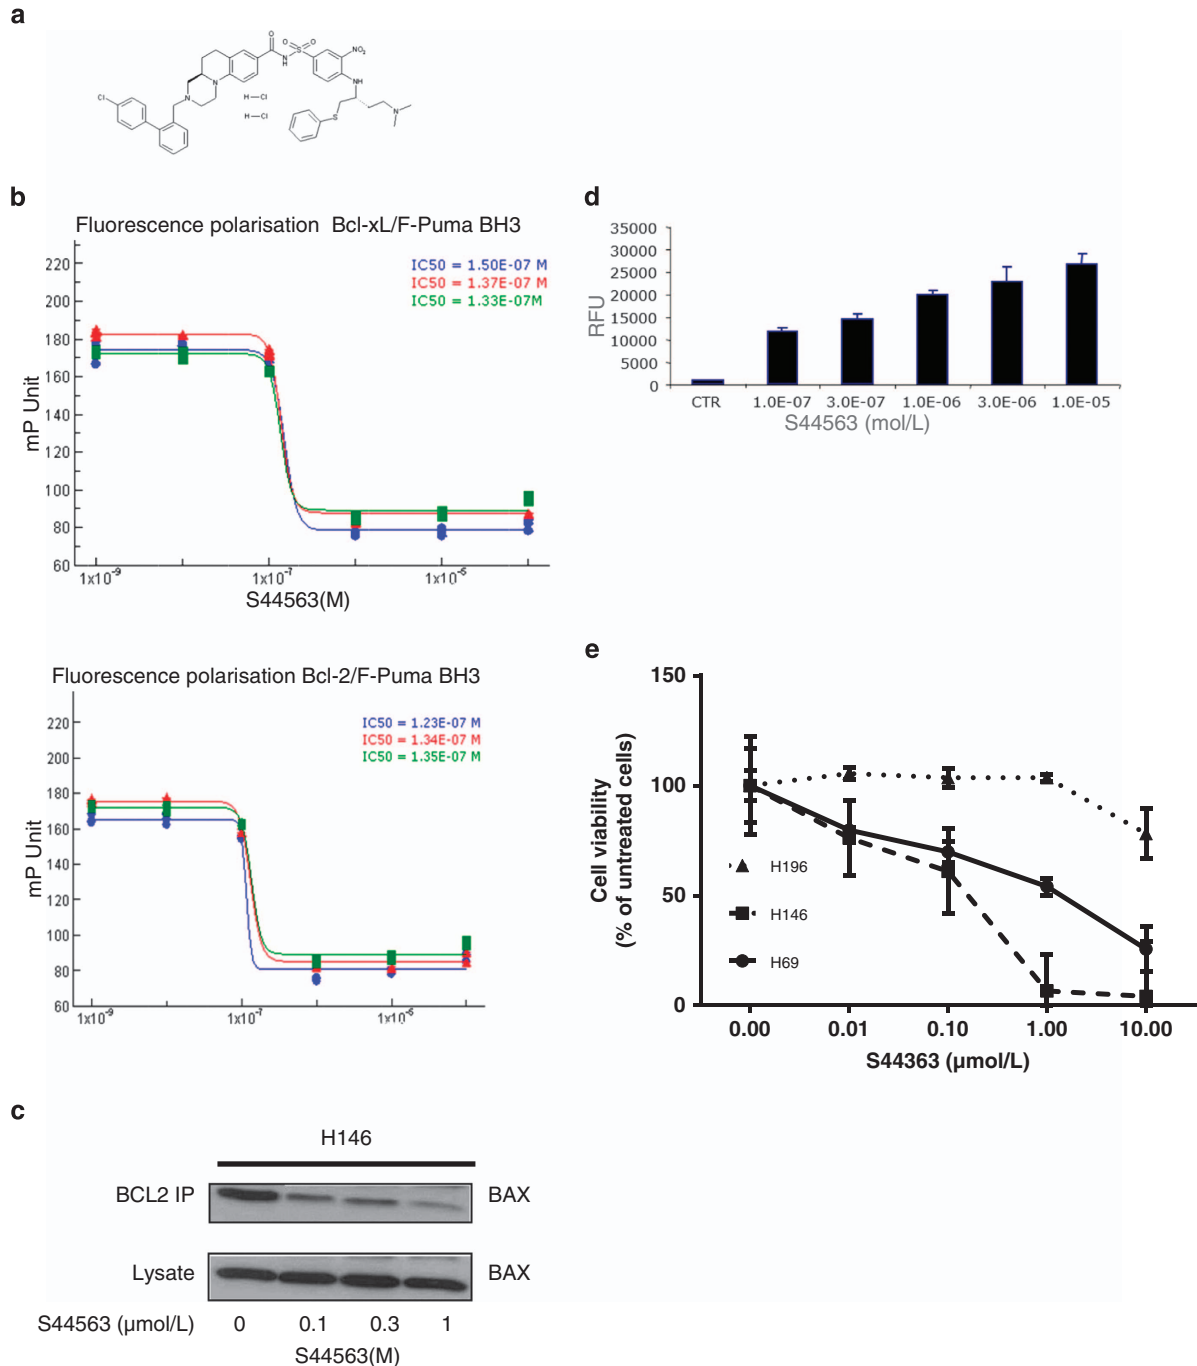 a
O
O
O
S
N
H
NO₂
NH
N
N
N
S
Cl
H—Cl
H—Cl
b
Fluorescence polarisation Bcl-xL/F-Puma BH3
IC50 = 1.50E-07 M
IC50 = 1.37E-07 M
IC50 = 1.33E-07M
220
200
180
160
140
120
100
80
60
mP Unit
1x10⁻⁹
1x10⁻⁷
1x10⁻⁵
S44563(M)
Fluorescence polarisation Bcl-2/F-Puma BH3
IC50 = 1.23E-07 M
IC50 = 1.34E-07 M
IC50 = 1.35E-07 M
220
200
180
160
140
120
100
80
60
mP Unit
1x10⁻⁹
1x10⁻⁷
1x10⁻⁵
c
H146
BCL2 IP
BAX
Lysate
BAX
S44563 (µmol/L) 0 0.1 0.3 1
S44563(M)
d
35000
30000
25000
20000
15000
10000
5000
0
RFU
CTR 1.0E-07 3.0E-07 1.0E-06 3.0E-06 1.0E-05
S44563 (mol/L)
e
150
100
50
0
Cell viability
(% of untreated cells)
H196
H146
H69
0.00 0.01 0.10 1.00 10.00
S44363 (µmol/L)